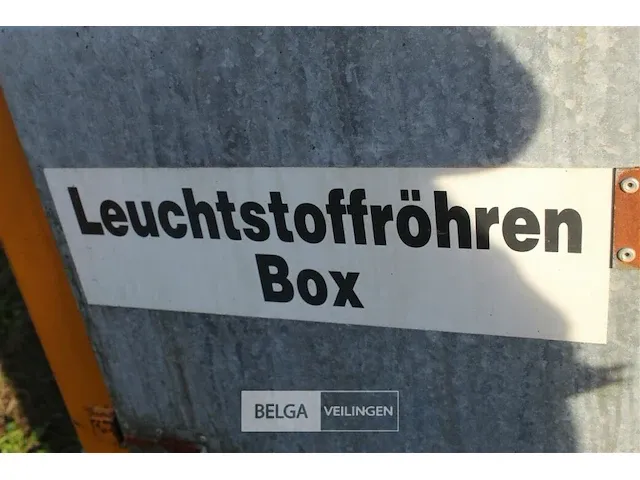 Leuchtstoffröhren
Box
BELGA VEILINGEN